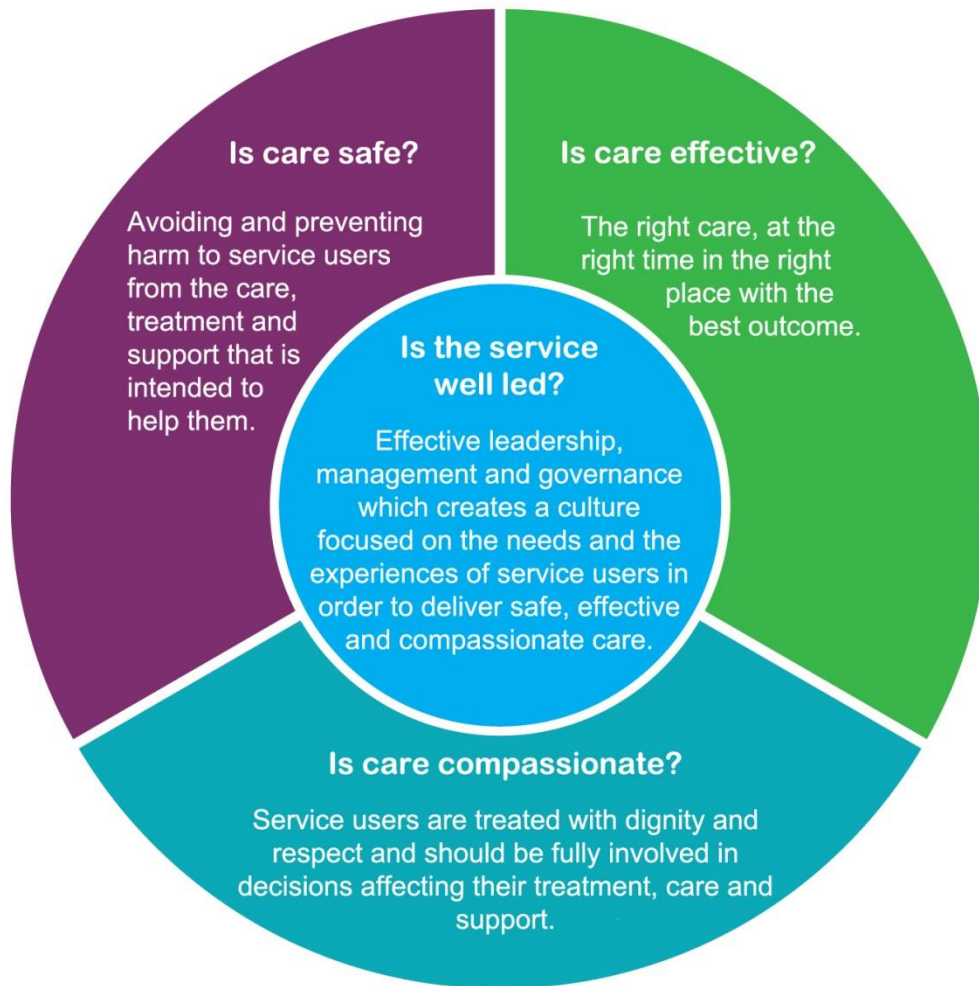 Is care safe?
Avoiding and preventing
harm to service users
from the care,
treatment and
support that is
intended to
help them.
Is care effective?
The right care, at the
right time in the right
place with the
best outcome.
Is the service
well led?
Effective leadership,
management and governance
which creates a culture
focused on the needs and the
experiences of service users in
order to deliver safe, effective
and compassionate care.
Is care compassionate?
Service users are treated with dignity and
respect and should be fully involved in
decisions affecting their treatment, care and
support.